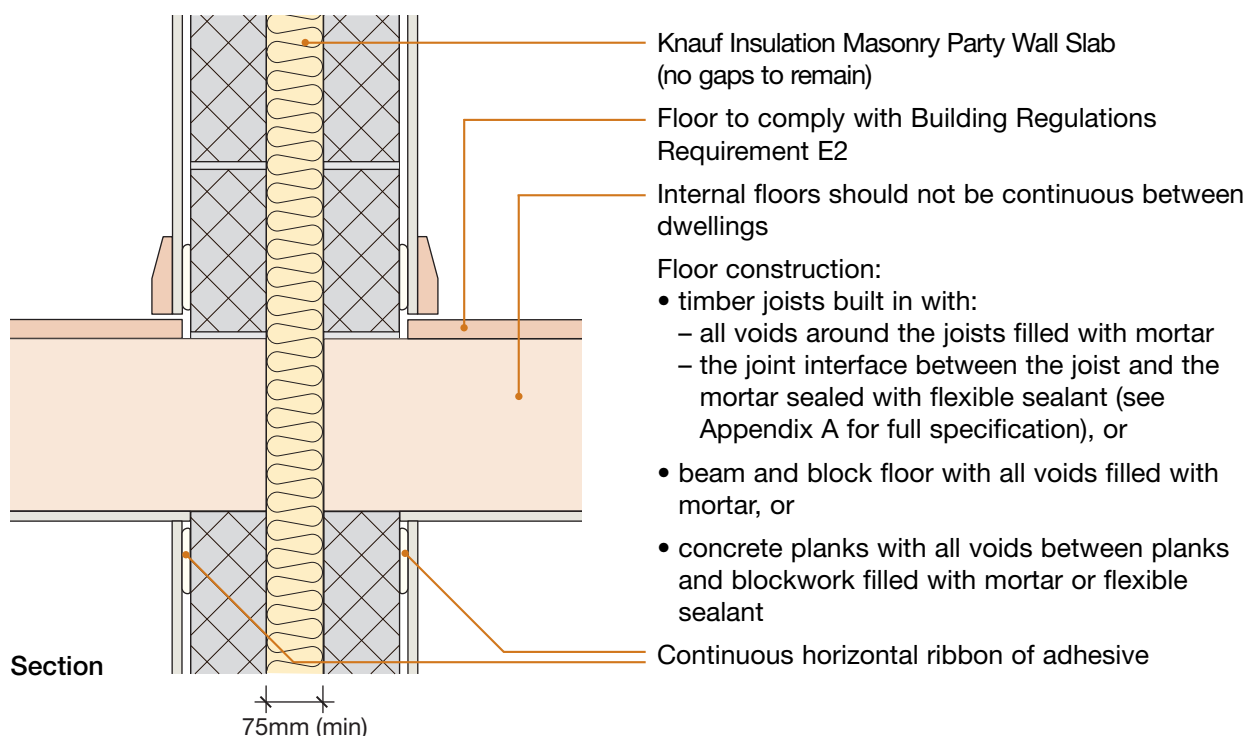 Knauf Insulation Masonry Party Wall Slab
(no gaps to remain)
Floor to comply with Building Regulations
Requirement E2
Internal floors should not be continuous between
dwellings
Floor construction:
• timber joists built in with:
– all voids around the joists filled with mortar
– the joint interface between the joist and the
mortar sealed with flexible sealant (see
Appendix A for full specification), or
• beam and block floor with all voids filled with
mortar, or
• concrete planks with all voids between planks
and blockwork filled with mortar or flexible
sealant
Continuous horizontal ribbon of adhesive
Section
75mm (min)